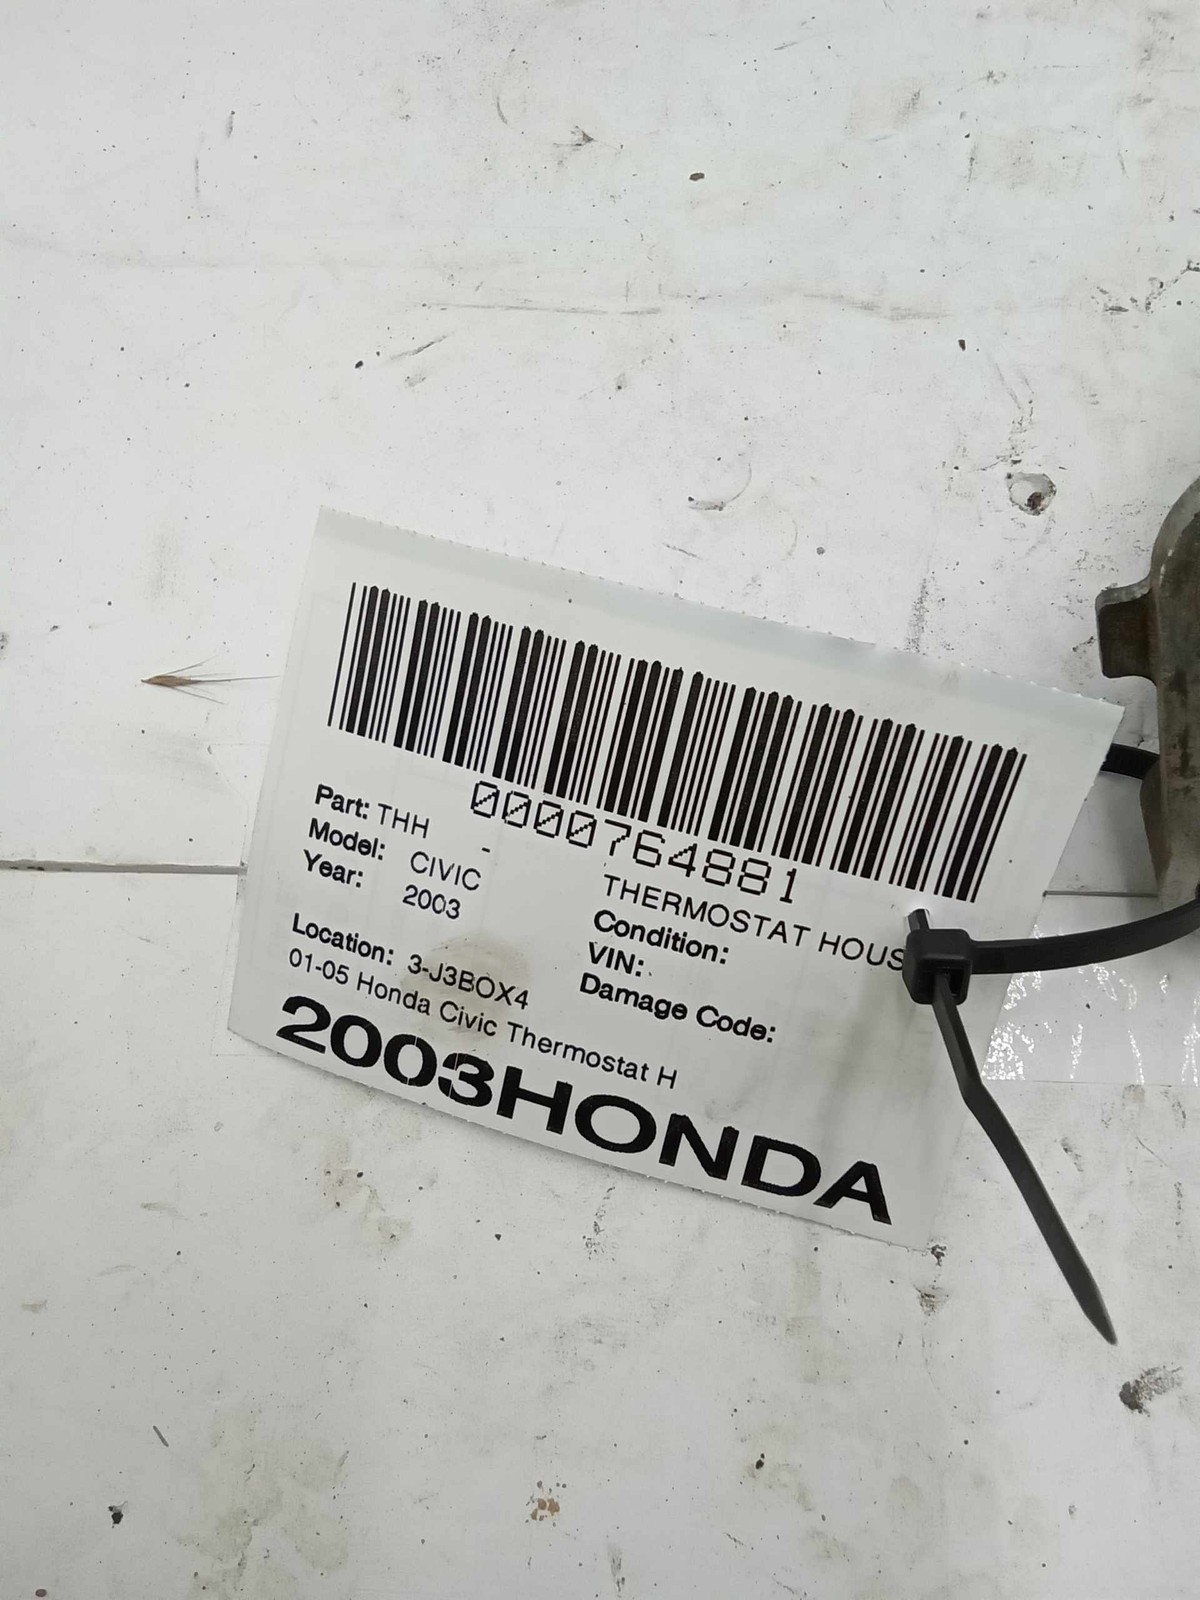 0000764881
Part: THH - THERMOSTAT HOUS
Model: CIVIC Condition:
Year: 2003 VIN:
Damage Code:
Location: 3-J3BOX4
01-05 Honda Civic Thermostat H
2003HONDA